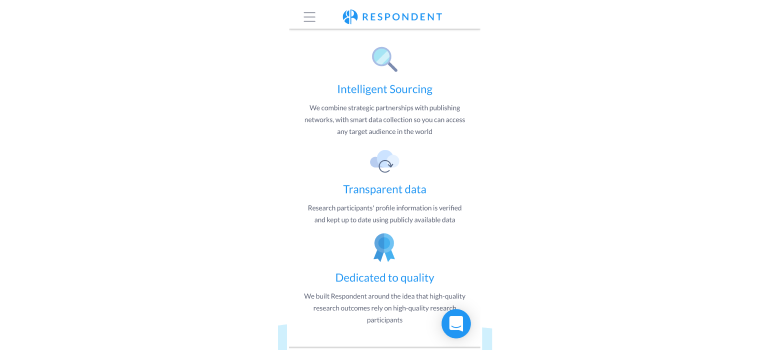 RESPONDENT
Intelligent Sourcing
We combine strategic partnerships with publishing
networks, with smart data collection so you can access
any target audience in the world
Transparent data
Research participants' profile information is verified
and kept up to date using publicly available data
Dedicated to quality
We built Respondent around the idea that high-quality
research outcomes rely on high-quality research
participants